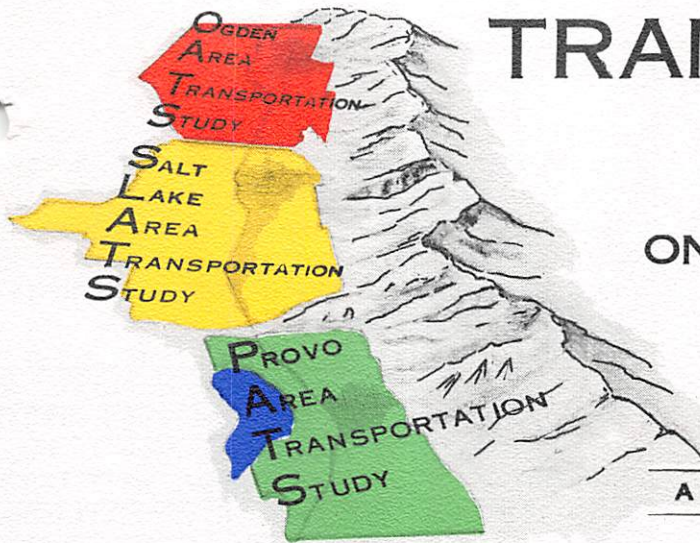 OGDEN
AREA
TRANSPORTATION
STUDY
SALT
LAKE
AREA
TRANSPORTATION
STUDY
PROVO
AREA
TRANSPORTATION
STUDY
TRA
ON
A